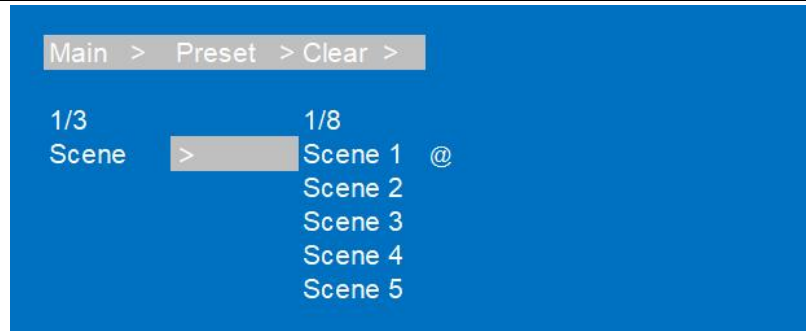 Main > Preset > Clear >
1/3 1/8
Scene > Scene 1 @
Scene 2
Scene 3
Scene 4
Scene 5